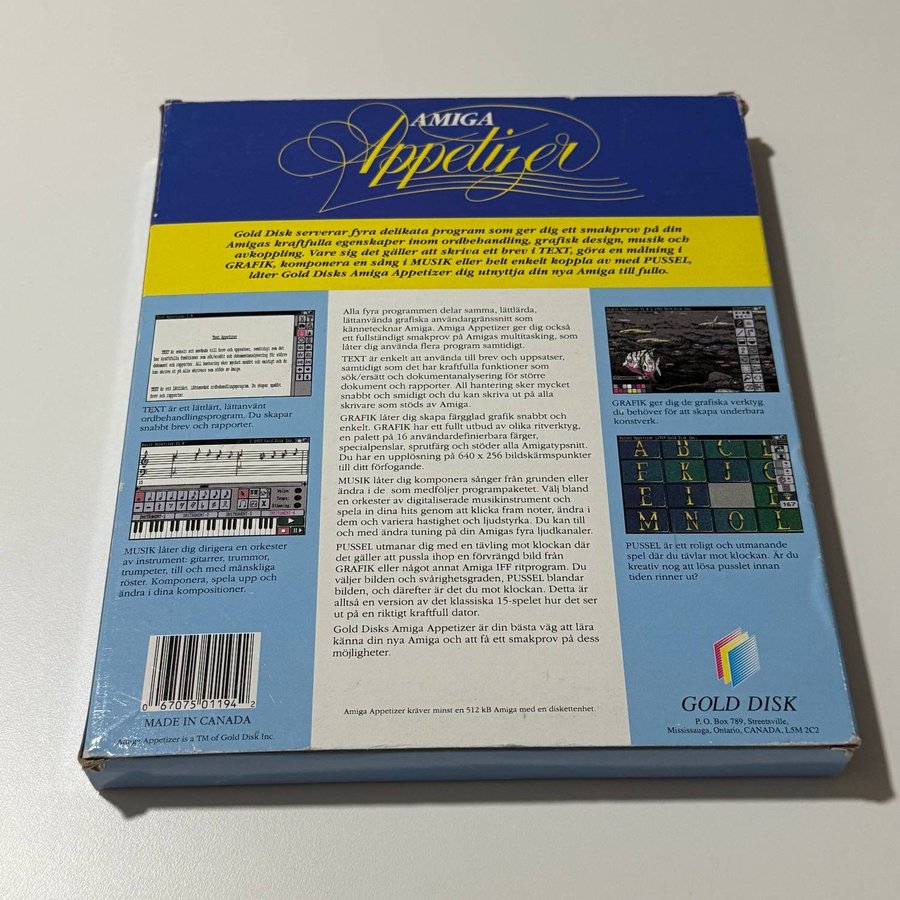 AMIGA
Appetizer
Gold Disk serverar fyra delikata program som ger dig ett smakprov på din
Amigas kraftfulla egenskaper inom ordbehandling, grafisk design, musik och
avkoppling. Vare sig det gäller att skriva ett brev i TEXT, göra en målning i
GRAFIK, komponera en sång i MUSIK eller helt enkelt koppla av med PUSSEL,
låter Gold Disks Amiga Appetizer dig utnyttja din nya Amiga till fullo.
Text Appetizer
TEXT är ett lättlärt, lättanvänt
ordbehandlingsprogram. Du skapar
snabbt brev och rapporter.
INSTRUMENT-1
INSTRUMENT-2
INSTRUMENT-3
MUSIK låter dig dirigera en orkester
av instrument: gitarrer, trummor,
trumpeter, till och med mänskliga
röster. Komponera, spela upp och
ändra i dina kompositioner.
0 67075 01194 2
MADE IN CANADA
Amiga Appetizer is a TM of Gold Disk Inc.
Alla fyra programmen delar samma, lättlärda,
lättanvända grafiska användargränssnitt som
kännetecknar Amiga. Amiga Appetizer ger dig också
ett fullständigt smakprov på Amigas multitasking, som
låter dig använda flera program samtidigt.
TEXT är enkelt att använda till brev och uppsatser,
samtidigt som det har kraftfulla funktioner som
sök/ersätt och dokumentanalysering för större
dokument och rapporter. All hantering sker mycket
snabbt och smidigt och du kan skriva ut på alla
skrivare som stöds av Amiga.
GRAFIK låter dig skapa färgglad grafik snabbt och
enkelt. GRAFIK har ett fullt utbud av olika ritverktyg,
en palett på 16 användardefinierbara färger,
specialpenslar, sprutfärg och stöder alla Amigatypsnitt.
Du har en upplösning på 640 x 256 bildskärmspunkter
till ditt förfogande.
MUSIK låter dig komponera sånger från grunden eller
ändra i de som medföljer programpaketet. Välj bland
en orkester av digitaliserade musikinstrument och
spela in dina hits genom att klicka fram noter, ändra i
dem och variera hastighet och ljudstyrka. Du kan till
och med ändra tuning på din Amigas fyra ljudkanaler.
PUSSEL utmanar dig med en tävling mot klockan där
det gäller att pussla ihop en förvrängd bild från
GRAFIK eller något annat Amiga IFF ritprogram. Du
väljer bilden och svårighetsgraden, PUSSEL blandar
bilden, och därefter är det du mot klockan. Detta är
alltså en version av det klassiska 15-spelet hur det ser
ut på en riktigt kraftfull dator.
Gold Disks Amiga Appetizer är din bästa väg att lära
känna din nya Amiga och att få ett smakprov på dess
möjligheter.
Amiga Appetizer kräver minst en 512 kB Amiga med en diskettenhet.
GRAFIK ger dig de grafiska verktyg
du behöver för att skapa underbara
konstverk.
A B C
F K J G
E I
M N O L
167
PUSSEL är ett roligt och utmanande
spel där du tävlar mot klockan. Är du
kreativ nog att lösa pusslet innan
tiden rinner ut?
GOLD DISK
P. O. Box 789, Streetsville,
Mississauga, Ontario, CANADA, L5M 2C2